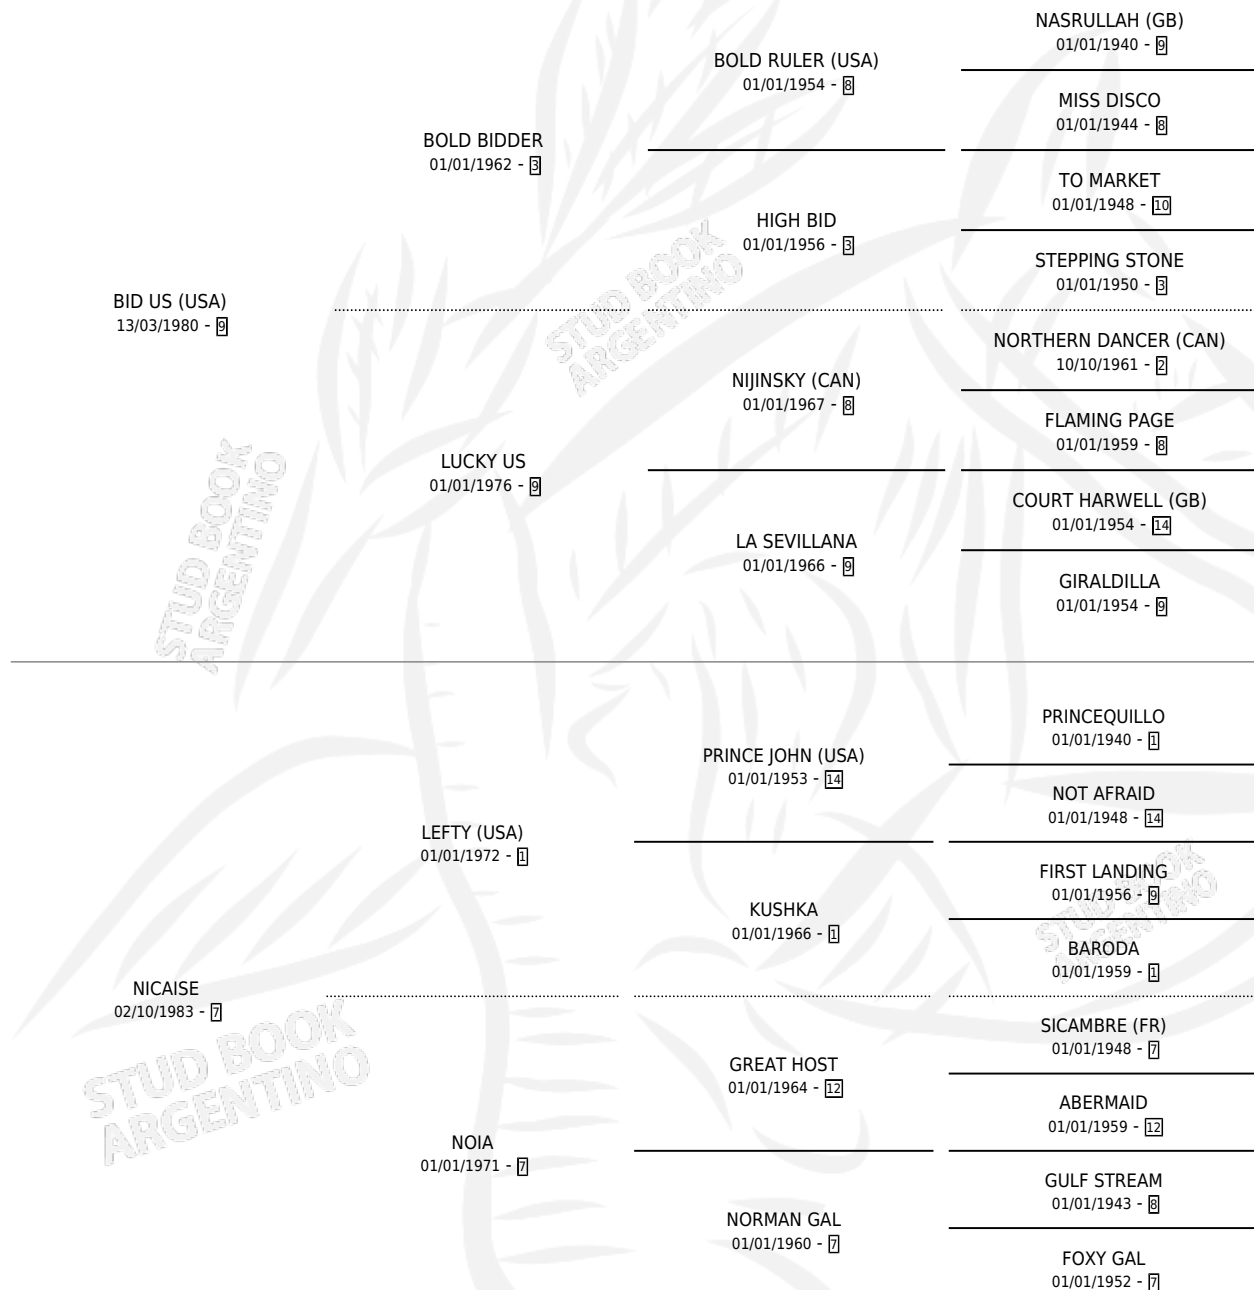 NASRULLAH (GB)
01/01/1940 - 9
BOLD RULER (USA)
01/01/1954 - 8
MISS DISCO
01/01/1944 - 8
BOLD BIDDER
01/01/1962 - 3
TO MARKET
01/01/1948 - 10
HIGH BID
01/01/1956 - 3
STEPPING STONE
01/01/1950 - 3
BID US (USA)
13/03/1980 - 9
NORTHERN DANCER (CAN)
10/10/1961 - 2
NIJINSKY (CAN)
01/01/1967 - 8
FLAMING PAGE
01/01/1959 - 8
LUCKY US
01/01/1976 - 9
COURT HARWELL (GB)
01/01/1954 - 14
LA SEVILLANA
01/01/1966 - 9
GIRALDILLA
01/01/1954 - 9
STUD BOOK
ARGENTINO
STUD BOOK
ARGENTINO
PRINCEQUILLO
01/01/1940 - 1
PRINCE JOHN (USA)
01/01/1953 - 14
NOT AFRAID
01/01/1948 - 14
LEFTY (USA)
01/01/1972 - 1
FIRST LANDING
01/01/1956 - 9
KUSHKA
01/01/1966 - 1
BARODA
01/01/1959 - 1
NICAISE
02/10/1983 - 7
SICAMBRE (FR)
01/01/1948 - 7
GREAT HOST
01/01/1964 - 12
ABERMAID
01/01/1959 - 12
NOIA
01/01/1971 - 7
GULF STREAM
01/01/1943 - 8
NORMAN GAL
01/01/1960 - 7
FOXY GAL
01/01/1952 - 7
STUD BOOK
ARGENTINO
STUD BOOK
ARGENTINO